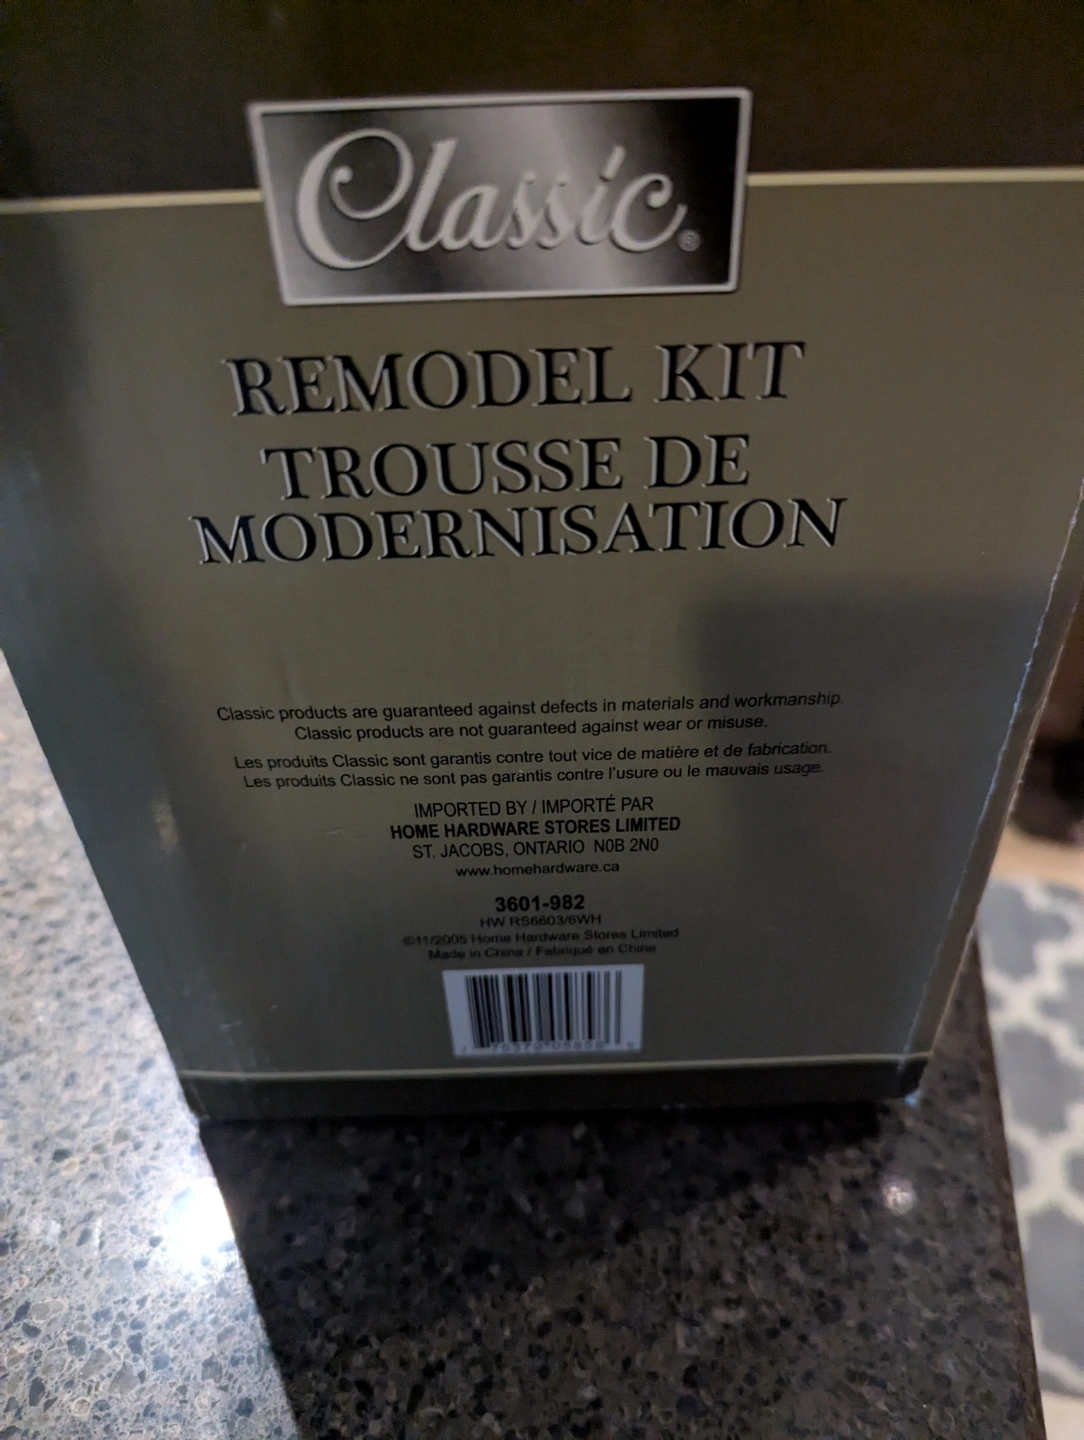 Classic®
REMODEL KIT
TROUSSE DE
MODERNISATION
Classic products are guaranteed against defects in materials and workmanship.
Classic products are not guaranteed against wear or misuse.
Les produits Classic sont garantis contre tout vice de matière et de fabrication.
Les produits Classic ne sont pas garantis contre l'usure ou le mauvais usage.
IMPORTED BY / IMPORTÉ PAR
HOME HARDWARE STORES LIMITED
ST. JACOBS, ONTARIO N0B 2N0
www.homehardware.ca
3601-982
HW RS6603/6WH
©11/2005 Home Hardware Stores Limited
Made in China / Fabriqué en Chine